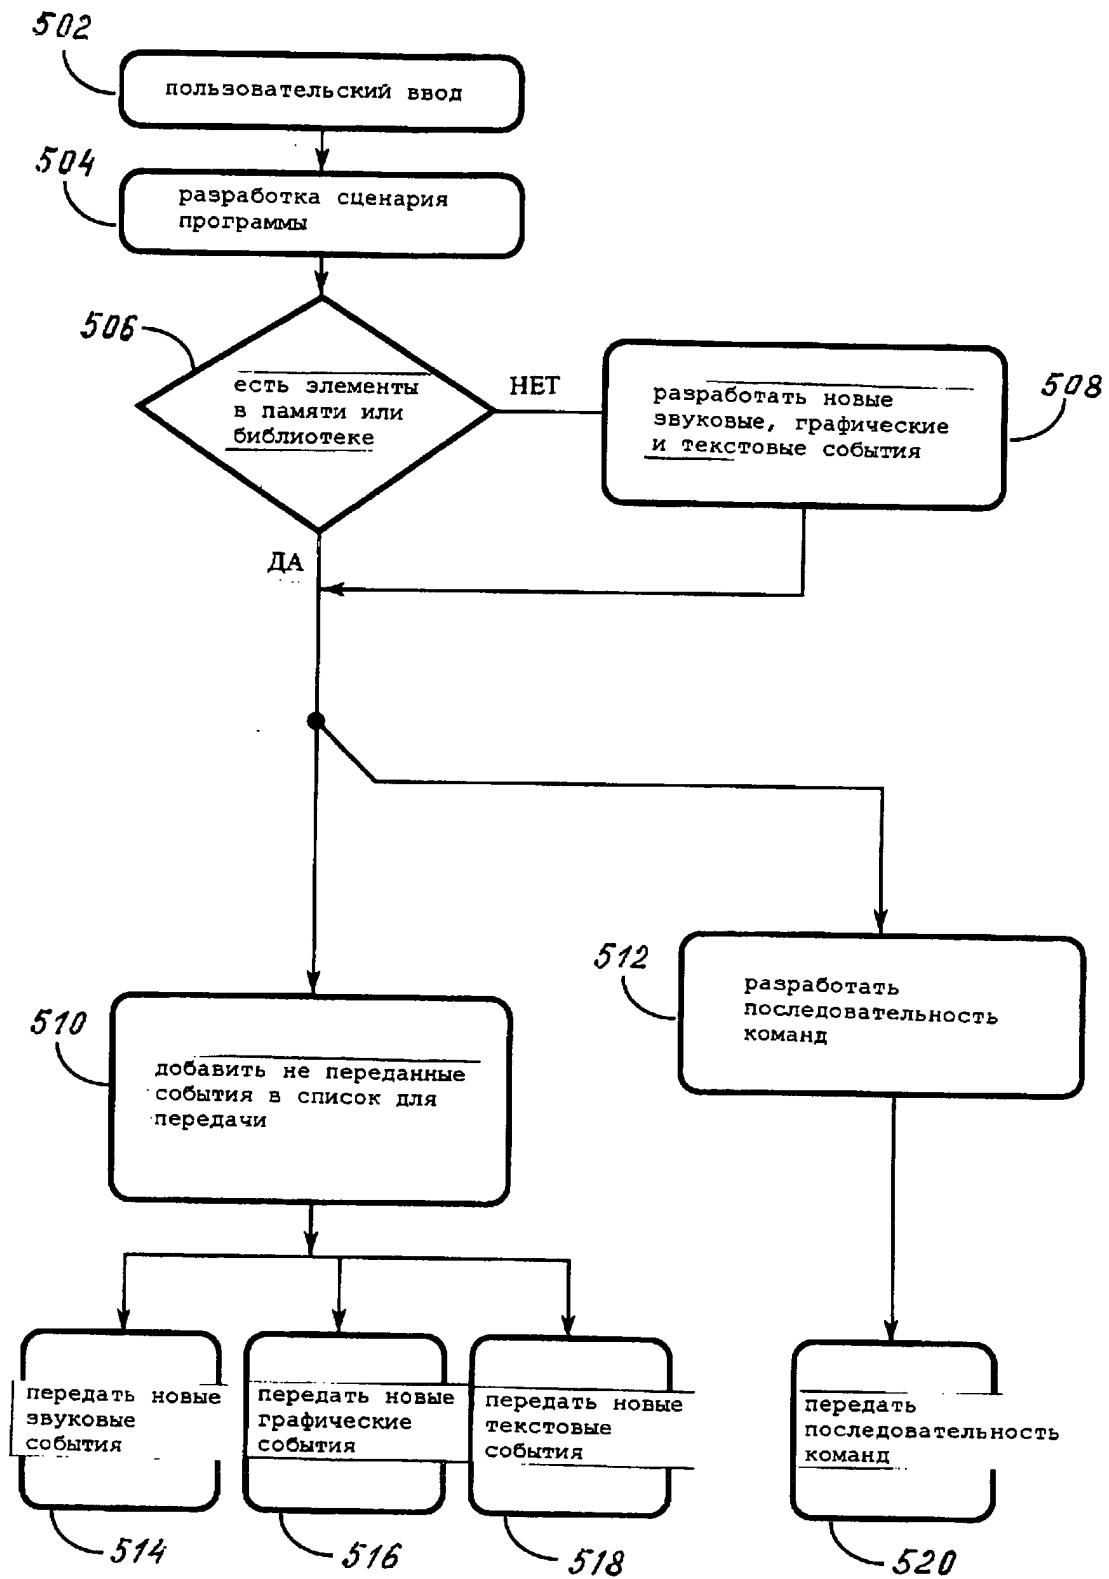 502
пользовательский ввод
504
разработка сценария
программы
506
есть элементы
в памяти или
библиотеке
НЕТ
508
разработать новые
звуковые, графические
и текстовые события
ДА
510
добавить не переданные
события в список для
передачи
512
разработать
последовательность
команд
передать новые
звуковые
события
514
передать новые
графические
события
516
передать новые
текстовые
события
518
передать
последовательность
команд
520